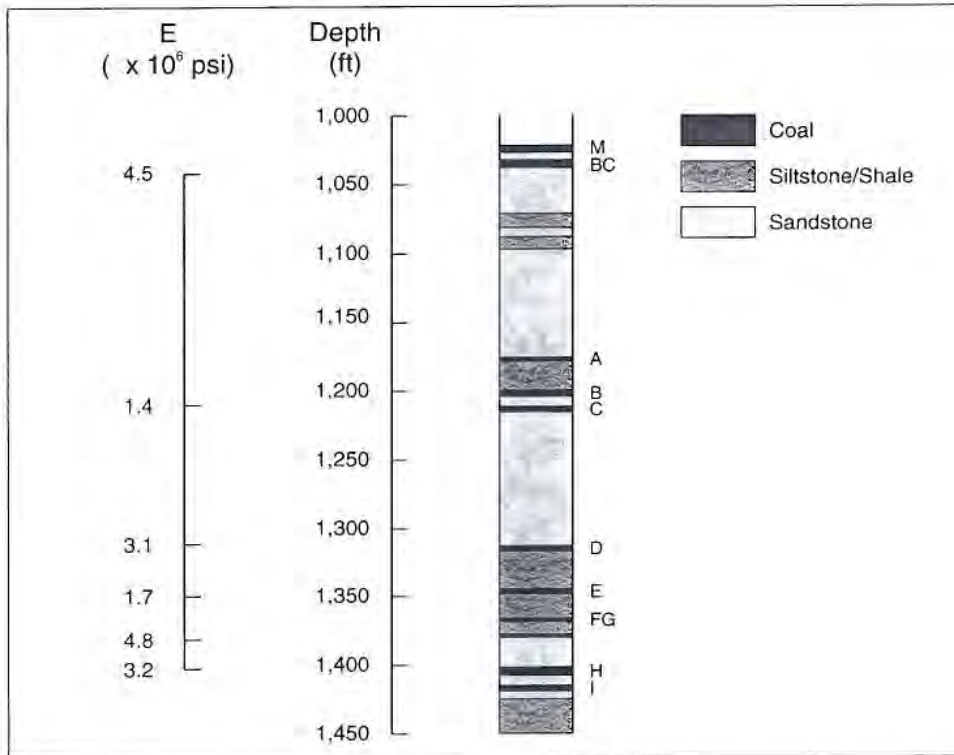 E
( x 10⁶ psi)
Depth
(ft)
1,000
M
Coal
BC
4.5
Siltstone/Shale
1,050
Sandstone
1,100
1,150
A
1,200
B
1.4
C
1,250
1,300
3.1
D
1.7
1,350
E
FG
4.8
3.2
1,400
H
I
1,450